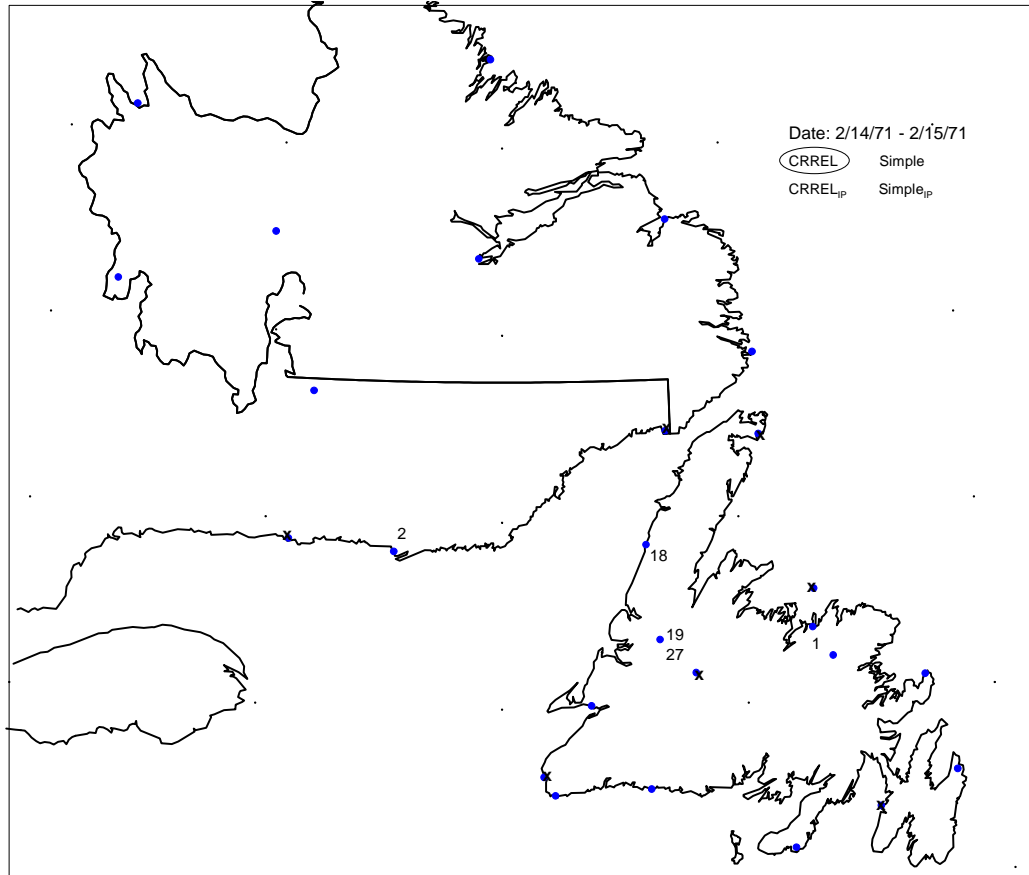 Date: 2/14/71 - 2/15/71
CRREL Simple
CRREL_IP Simple_IP
x
x
x
2
18
x
19
27
1
x
x
x